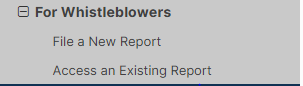 For Whistleblowers
File a New Report
Access an Existing Report